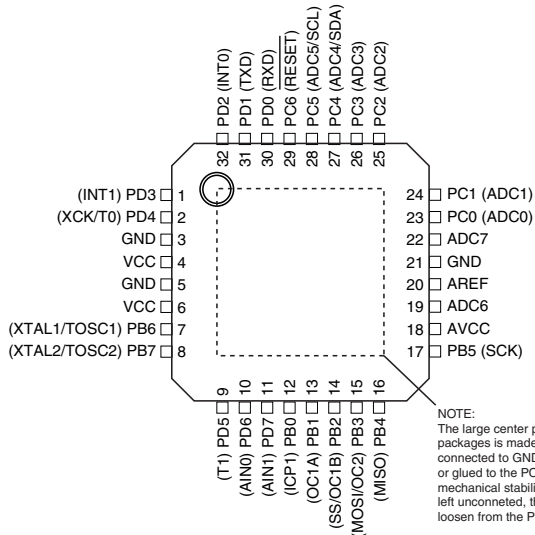 32 PD2 (INT0)
31 PD1 (TXD)
30 PD0 (RXD)
29 PC6 (RESET)
28 PC5 (ADC5/SCL)
27 PC4 (ADC4/SDA)
26 PC3 (ADC3)
25 PC2 (ADC2)
(INT1) PD3 1
(XCK/T0) PD4 2
GND 3
VCC 4
GND 5
VCC 6
(XTAL1/TOSC1) PB6 7
(XTAL2/TOSC2) PB7 8
24 PC1 (ADC1)
23 PC0 (ADC0)
22 ADC7
21 GND
20 AREF
19 ADC6
18 AVCC
17 PB5 (SCK)
(T1) PD5 9
(AIN0) PD6 10
(AIN1) PD7 11
(ICP1) PB0 12
(OC1A) PB1 13
(SS/OC1B) PB2 14
(MOSI/OC2) PB3 15
(MISO) PB4 16
NOTE:
The large center p
packages is made
connected to GND
or glued to the PC
mechanical stabili
left unconneted, th
loosen from the P